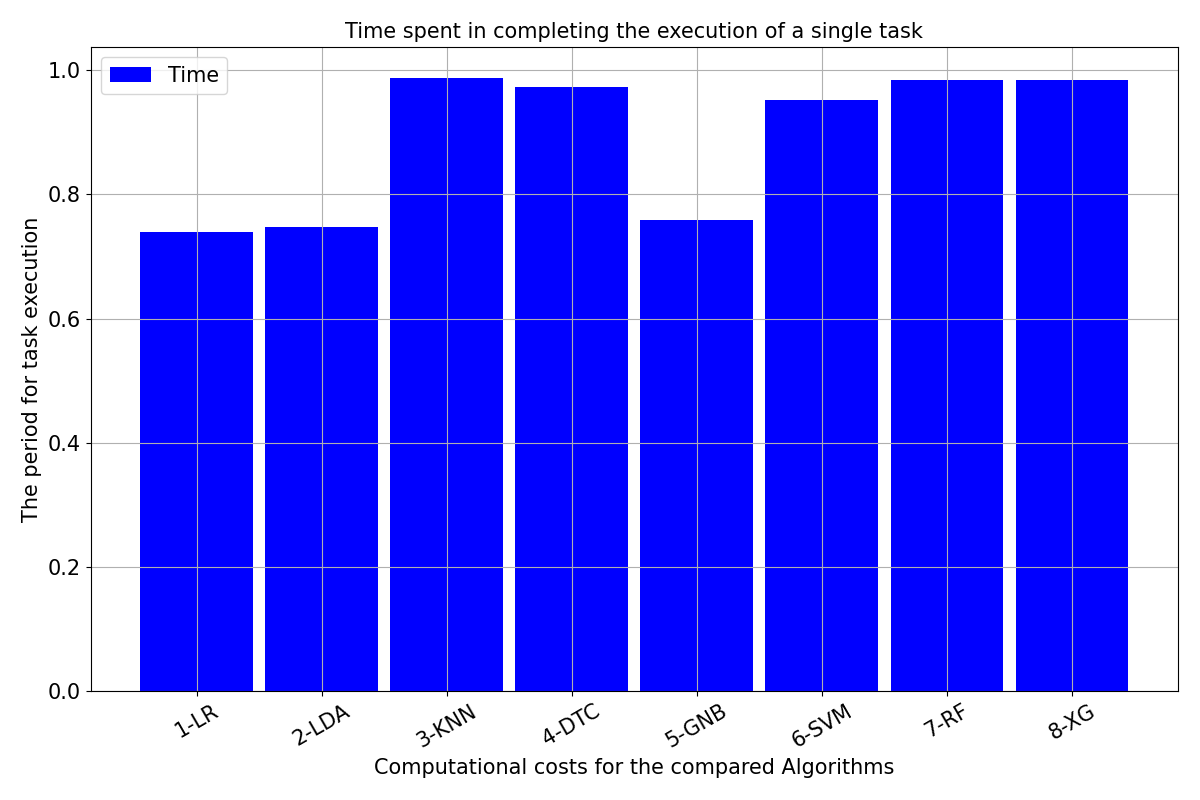 Time spent in completing the execution of a single task
Time
The period for task execution
1.0
0.8
0.6
0.4
0.2
0.0
1-LR
2-LDA
3-KNN
4-DTC
5-GNB
6-SVM
7-RF
8-XG
Computational costs for the compared Algorithms